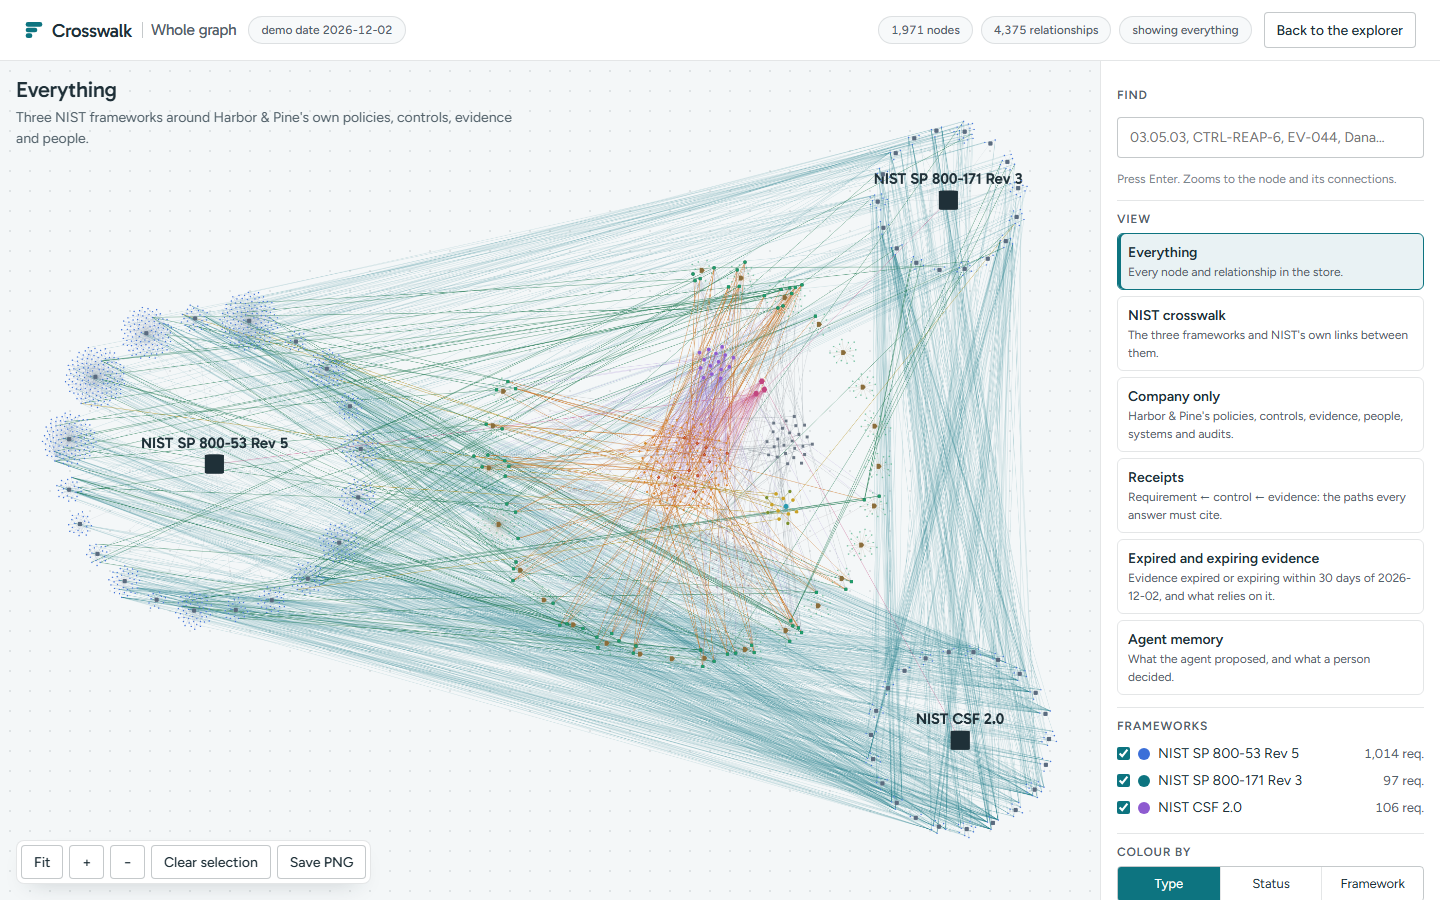 Crosswalk
Whole graph
demo date 2026-12-02
1,971 nodes
4,375 relationships
showing everything
Back to the explorer
Everything
Three NIST frameworks around Harbor & Pine's own policies, controls, evidence
and people.
NIST SP 800-171 Rev 3
NIST SP 800-53 Rev 5
NIST CSF 2.0
Fit
+
-
Clear selection
Save PNG
FIND
03.05.03, CTRL-REAP-6, EV-044, Dana...
Press Enter. Zooms to the node and its connections.
VIEW
Everything
Every node and relationship in the store.
NIST crosswalk
The three frameworks and NIST's own links between
them.
Company only
Harbor & Pine's policies, controls, evidence, people,
systems and audits.
Receipts
Requirement ← control ← evidence: the paths every
answer must cite.
Expired and expiring evidence
Evidence expired or expiring within 30 days of 2026-
12-02, and what relies on it.
Agent memory
What the agent proposed, and what a person
decided.
FRAMEWORKS
NIST SP 800-53 Rev 5 1,014 req.
NIST SP 800-171 Rev 3 97 req.
NIST CSF 2.0 106 req.
COLOUR BY
Type
Status
Framework